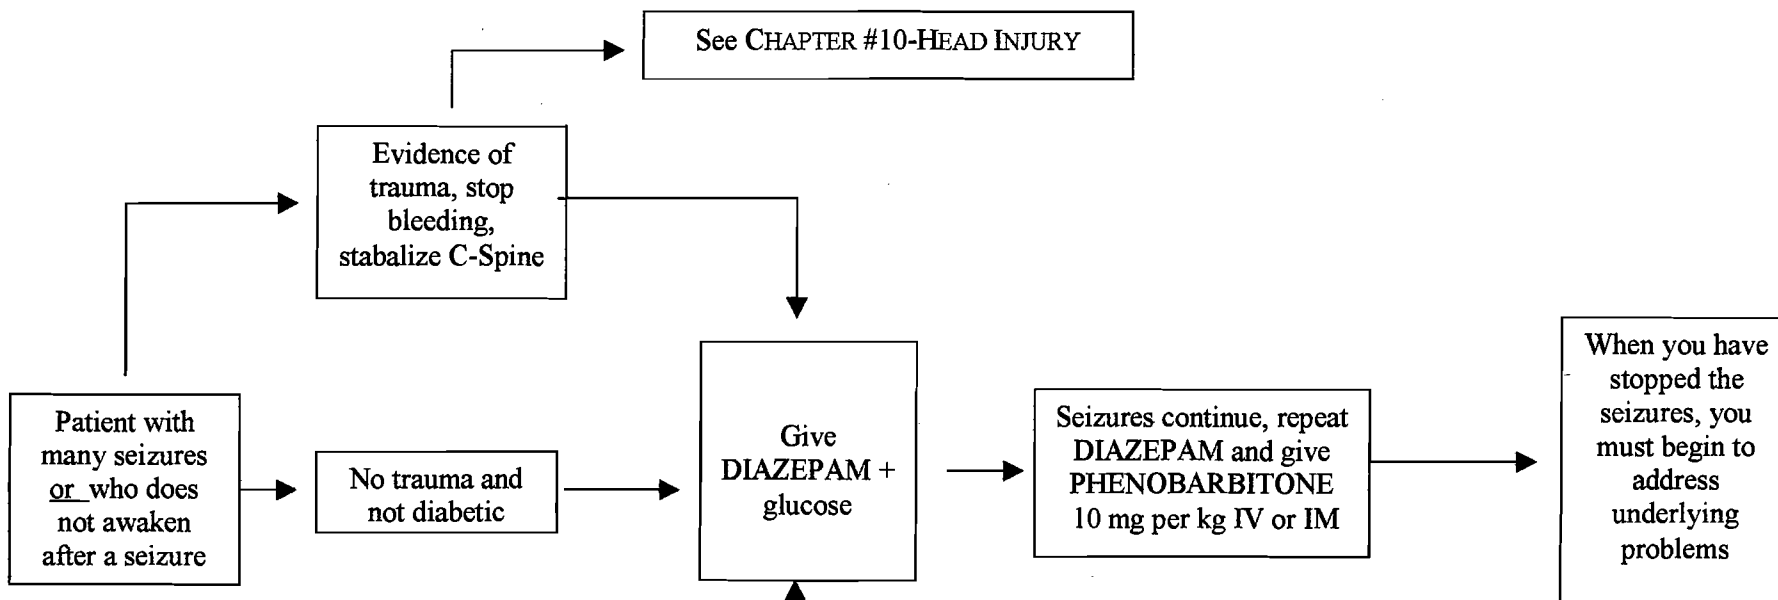 See CHAPTER #10-HEAD INJURY
Evidence of
trauma, stop
bleeding,
stabalize C-Spine
Patient with
many seizures
or who does
not awaken
after a seizure
No trauma and
not diabetic
Give
DIAZEPAM +
glucose
Seizures continue, repeat
DIAZEPAM and give
PHENOBARBITONE
10 mg per kg IV or IM
When you have
stopped the
seizures, you
must begin to
address
underlying
problems